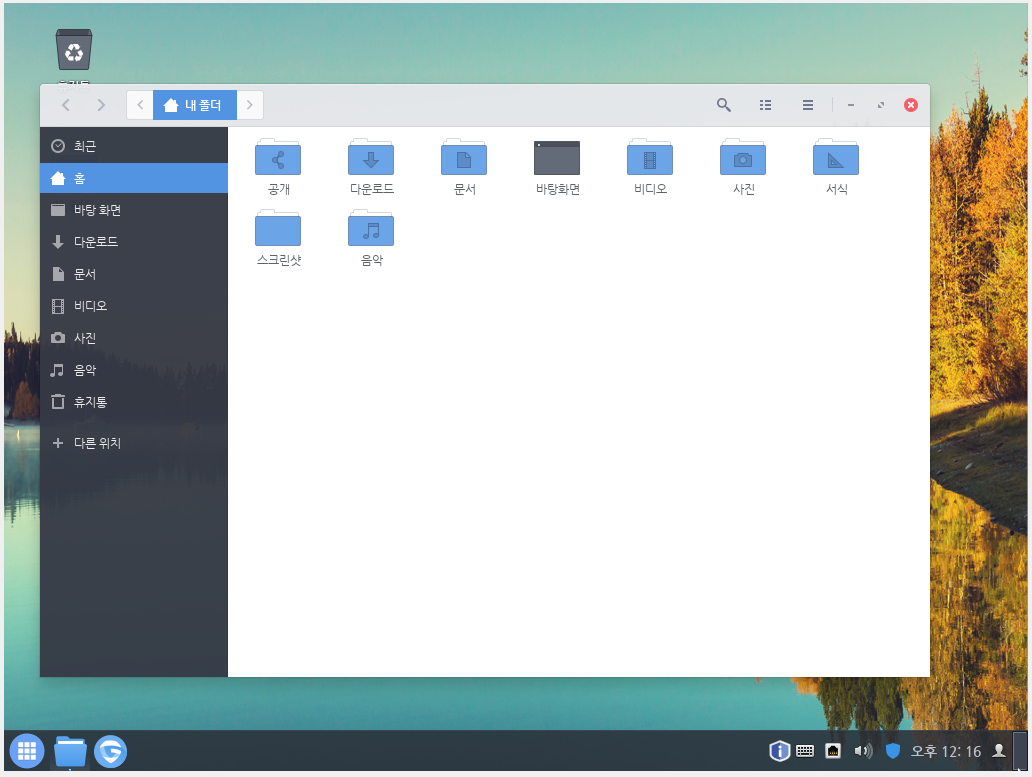 내 폴더
최근
홈
바탕 화면
다운로드
문서
비디오
사진
음악
휴지통
다른 위치
공개
다운로드
문서
바탕화면
비디오
사진
서식
스크린샷
음악
오후 12: 16